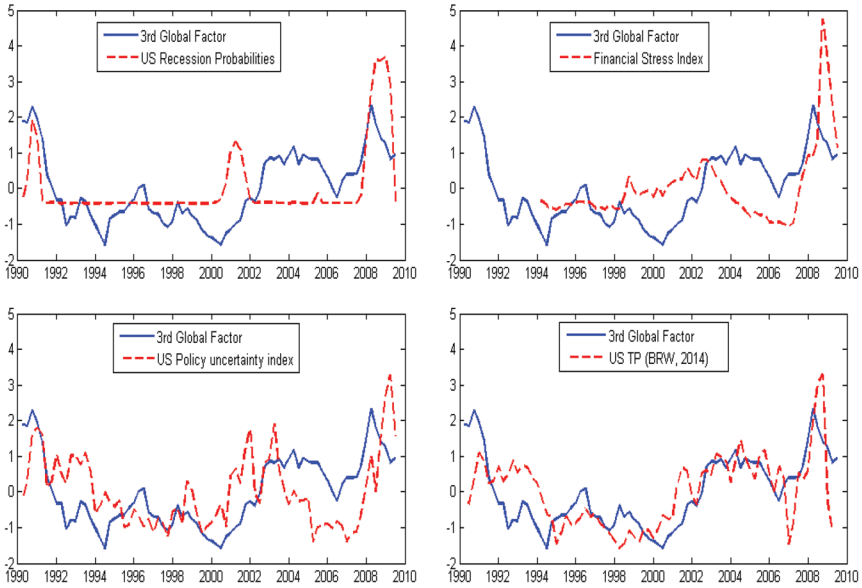 5
4
3
2
1
0
-1
-2
1990 1992 1994 1996 1998 2000 2002 2004 2006 2008 2010
3rd Global Factor
US Recession Probabilities
5
4
3
2
1
0
-1
-2
1990 1992 1994 1996 1998 2000 2002 2004 2006 2008 2010
3rd Global Factor
Financial Stress Index
5
4
3
2
1
0
-1
-2
1990 1992 1994 1996 1998 2000 2002 2004 2006 2008 2010
3rd Global Factor
US Policy uncertainty index
5
4
3
2
1
0
-1
-2
1990 1992 1994 1996 1998 2000 2002 2004 2006 2008 2010
3rd Global Factor
US TP (BRW, 2014)